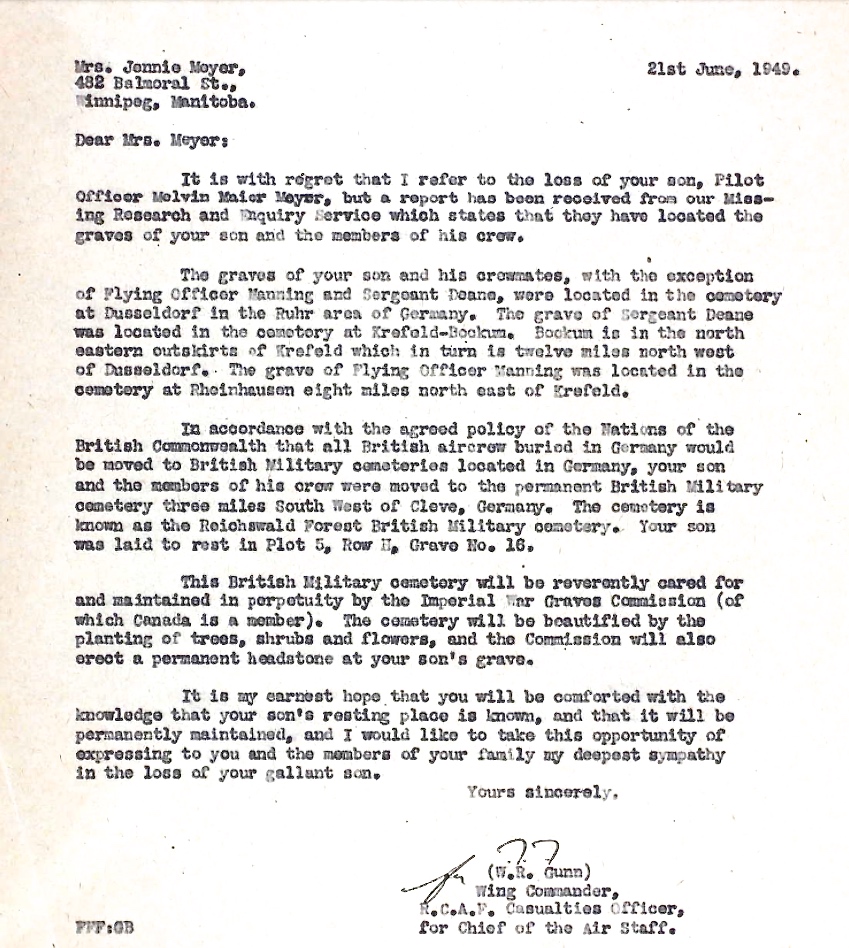 Mrs. Jennie Meyer,
21st June, 1949.
482 Balmoral St.,
Winnipeg, Manitoba.
Dear Mrs. Meyer:
It is with regret that I refer to the loss of your son, Pilot
Officer Melvin Maier Meyer, but a report has been received from our Miss-
ing Research and Enquiry Service which states that they have located the
graves of your son and the members of his crew.
The graves of your son and his crewmates, with the exception
of Flying Officer Manning and Sergeant Deane, were located in the cemetery
at Dusseldorf in the Ruhr area of Germany. The grave of Sergeant Deane
was located in the cemetery at Krefeld-Bockum. Bockum is in the north
eastern outskirts of Krefeld which in turn is twelve miles north west
of Dusseldorf. The grave of Flying Officer Manning was located in the
cemetery at Rheinhausen eight miles north east of Krefeld.
In accordance with the agreed policy of the Nations of the
British Commonwealth that all British aircrew buried in Germany would
be moved to British Military cemeteries located in Germany, your son
and the members of his crew were moved to the permanent British Military
cemetery three miles South West of Cleve, Germany. The cemetery is
known as the Reichswald Forest British Military cemetery. Your son
was laid to rest in Plot 5, Row H, Grave No. 16.
This British Military cemetery will be reverently cared for
and maintained in perpetuity by the Imperial War Graves Commission (of
which Canada is a member). The cemetery will be beautified by the
planting of trees, shrubs and flowers, and the Commission will also
erect a permanent headstone at your son's grave.
It is my earnest hope that you will be comforted with the
knowledge that your son's resting place is known, and that it will be
permanently maintained, and I would like to take this opportunity of
expressing to you and the members of your family my deepest sympathy
in the loss of your gallant son.
Yours sincerely,
for
(W.R. Gunn)
Wing Commander,
R.C.A.F. Casualties Officer,
for Chief of the Air Staff.
FFF:GB